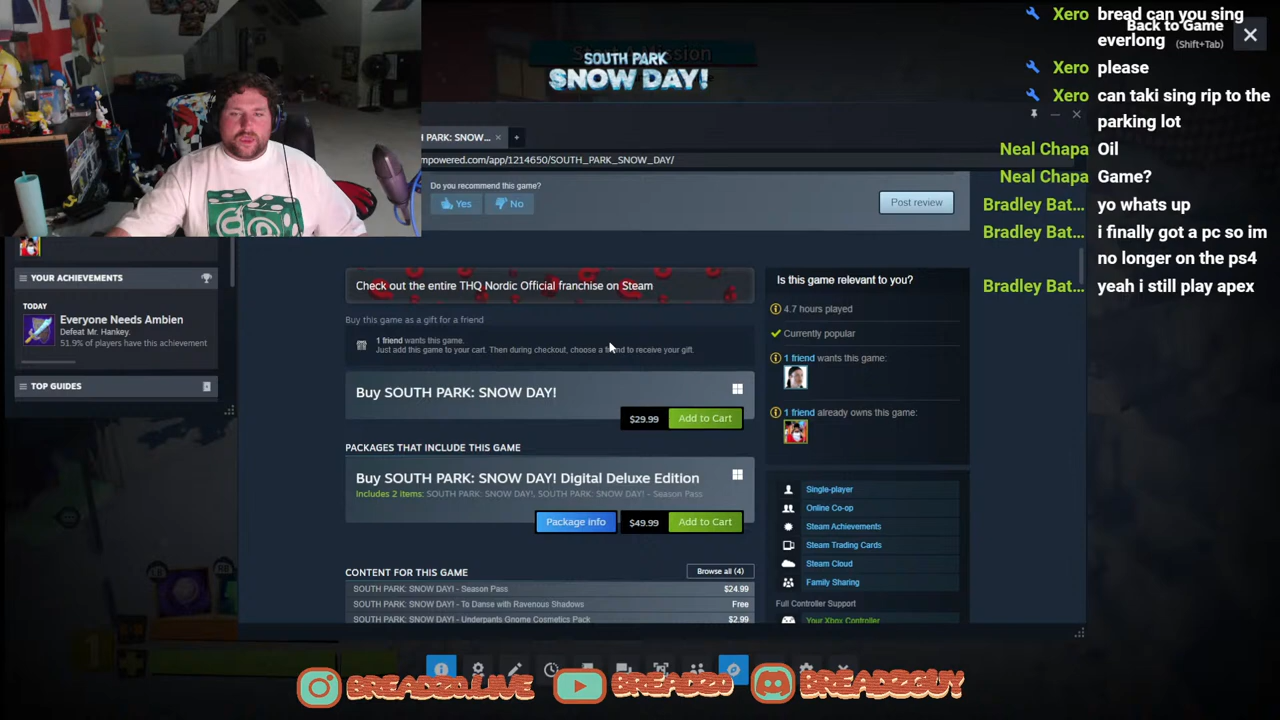 Start A Mission
SOUTH PARK
SNOW DAY!
Xero bread can you sing
everlong
Back to Game
(Shift+Tab)
Xero please
Xero can taki sing rip to the
parking lot
Neal Chapa Oil
Neal Chapa Game?
Bradley Bat... yo whats up
Bradley Bat... i finally got a pc so im
no longer on the ps4
Bradley Bat... yeah i still play apex
H PARK: SNOW...
mpowered.com/app/1214650/SOUTH_PARK_SNOW_DAY/
Do you recommend this game?
Yes
No
Post review
YOUR ACHIEVEMENTS
TODAY
Everyone Needs Ambien
Defeat Mr. Hankey.
51.9% of players have this achievement
TOP GUIDES
Check out the entire THQ Nordic Official franchise on Steam
Buy this game as a gift for a friend
1 friend wants this game.
Just add this game to your cart. Then during checkout, choose a friend to receive your gift.
Buy SOUTH PARK: SNOW DAY!
$29.99
Add to Cart
PACKAGES THAT INCLUDE THIS GAME
Buy SOUTH PARK: SNOW DAY! Digital Deluxe Edition
Includes 2 items: SOUTH PARK: SNOW DAY!, SOUTH PARK: SNOW DAY! - Season Pass
Package info
$49.99
Add to Cart
CONTENT FOR THIS GAME
Browse all (4)
SOUTH PARK: SNOW DAY! - Season Pass $24.99
SOUTH PARK: SNOW DAY! - To Danse with Ravenous Shadows Free
SOUTH PARK: SNOW DAY! - Underpants Gnome Cosmetics Pack $2.99
Is this game relevant to you?
4.7 hours played
Currently popular
1 friend wants this game:
1 friend already owns this game:
Single-player
Online Co-op
Steam Achievements
Steam Trading Cards
Steam Cloud
Family Sharing
Full Controller Support
Your Xbox Controller
BREADZO.LIVE
BREADZO
BREADZGUY